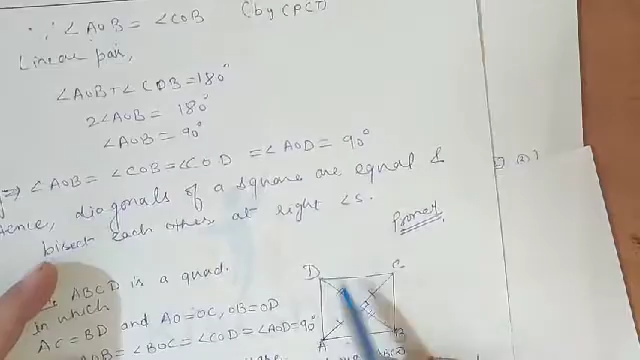 ∵ ∠AOB = ∠COB (by CPCT)
Linear pair,
∠AOB + ∠COB = 180°
2∠AOB = 180°
∠AOB = 90°
⇒ ∠AOB = ∠COB = ∠COD = ∠AOD = 90°
Hence, diagonals of a square are equal &
bisect each other at right ∠s.
Proved
ABCD is a quad.
in which
AC = BD and AO = OC, OB = OD
∠AOB = ∠BOC = ∠COD = ∠AOD = 90°
D C
A B
ABCD